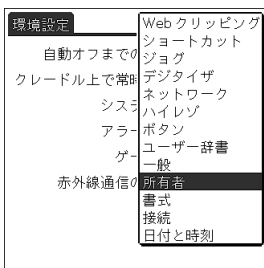 環境設定
自動オフまでの
クレードル上で常時
システ
アラー
ゲー
赤外線通信の
Webクリッピング
ショートカット
ジョグ
デジタイザ
ネットワーク
ハイレゾ
ボタン
ユーザー辞書
一般
所有者
書式
接続
日付と時刻